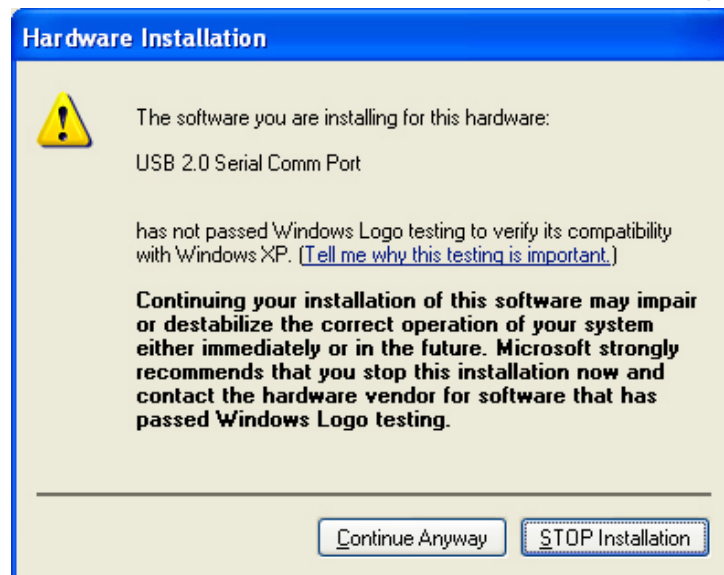 Hardware Installation
The software you are installing for this hardware:
USB 2.0 Serial Comm Port
has not passed Windows Logo testing to verify its compatibility
with Windows XP. (Tell me why this testing is important.)
Continuing your installation of this software may impair
or destabilize the correct operation of your system
either immediately or in the future. Microsoft strongly
recommends that you stop this installation now and
contact the hardware vendor for software that has
passed Windows Logo testing.
Continue Anyway
STOP Installation